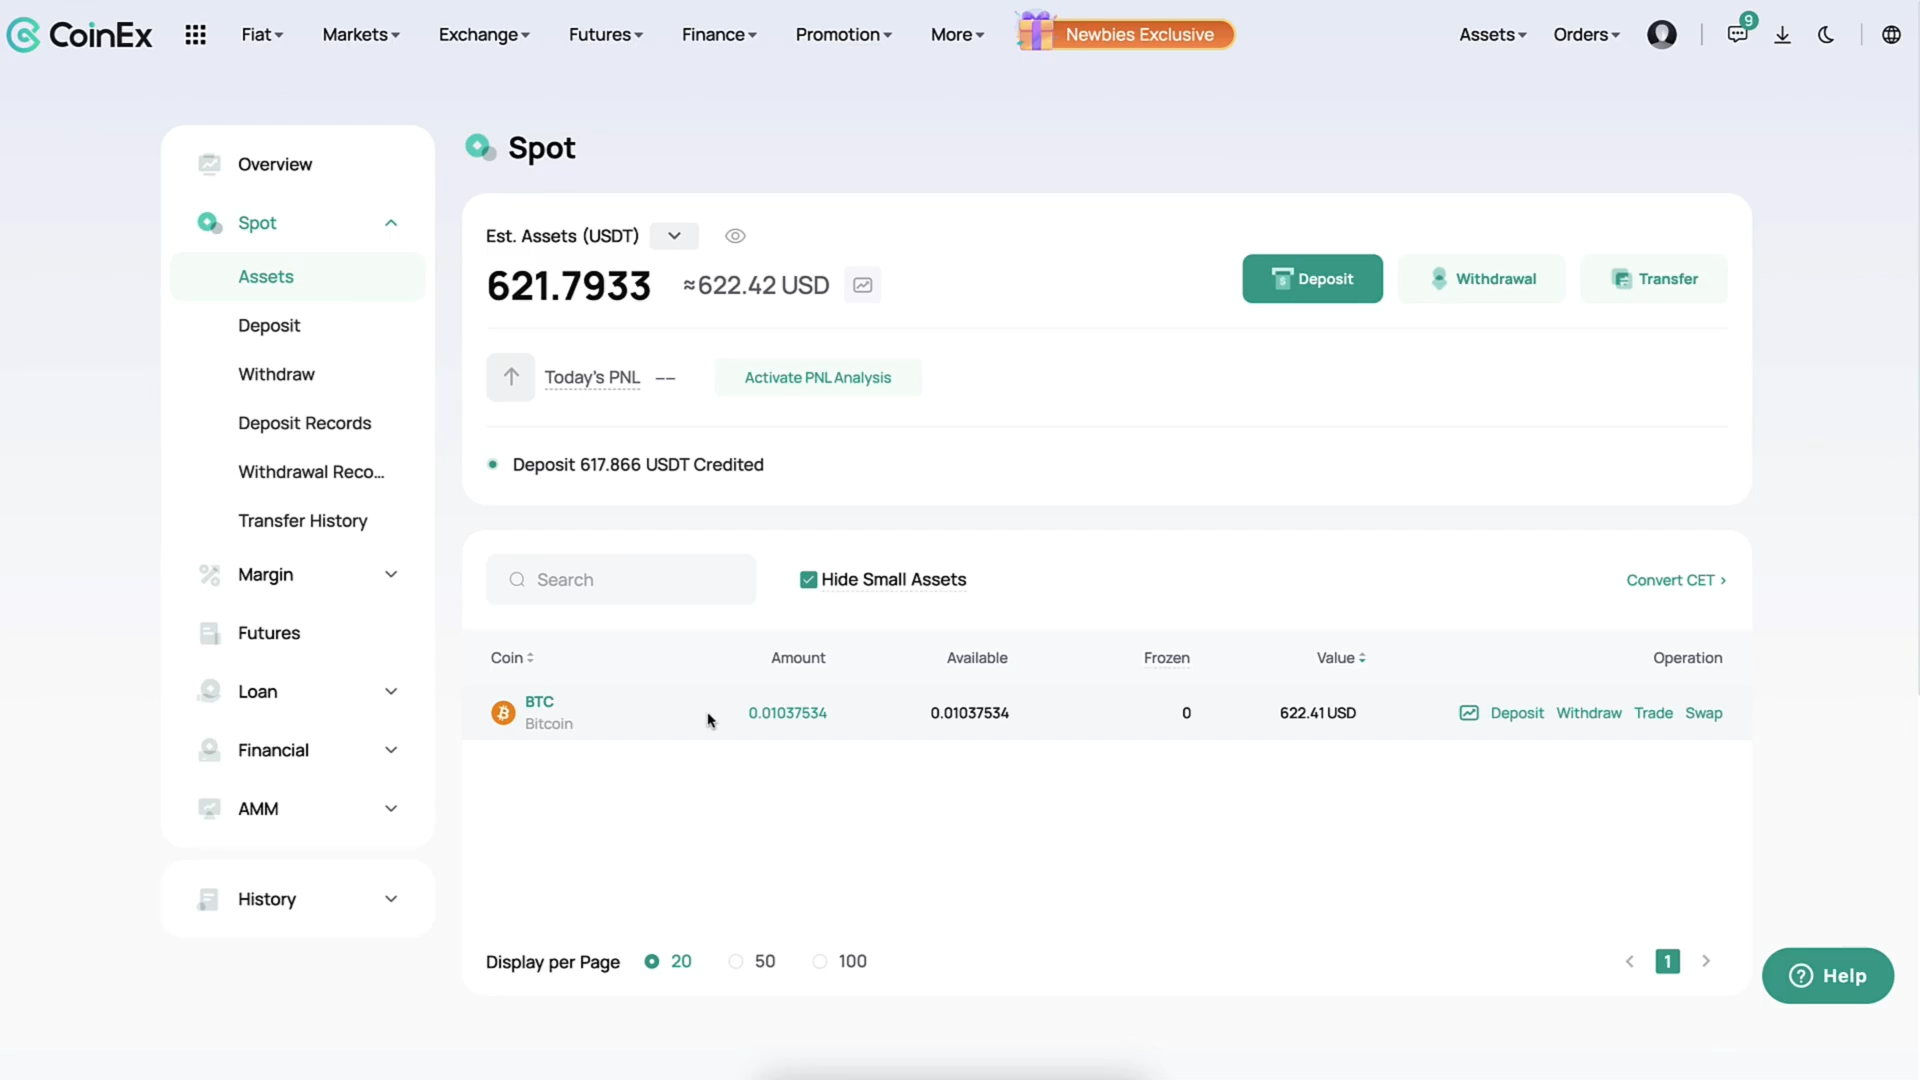 CoinEx
Fiat
Markets
Exchange
Futures
Finance
Promotion
More
Newbies Exclusive
Assets
Orders
9
Overview
Spot
Assets
Deposit
Withdraw
Deposit Records
Withdrawal Reco...
Transfer History
Margin
Futures
Loan
Financial
AMM
History
Spot
Est. Assets (USDT)
621.7933 ≈622.42 USD
Deposit
Withdrawal
Transfer
Today's PNL -- Activate PNL Analysis
Deposit 617.866 USDT Credited
Search
Hide Small Assets
Convert CET >
Coin Amount Available Frozen Value Operation
BTC
Bitcoin
0.01037534 0.01037534 0 622.41 USD Deposit Withdraw Trade Swap
Display per Page 20 50 100
< 1 >
Help